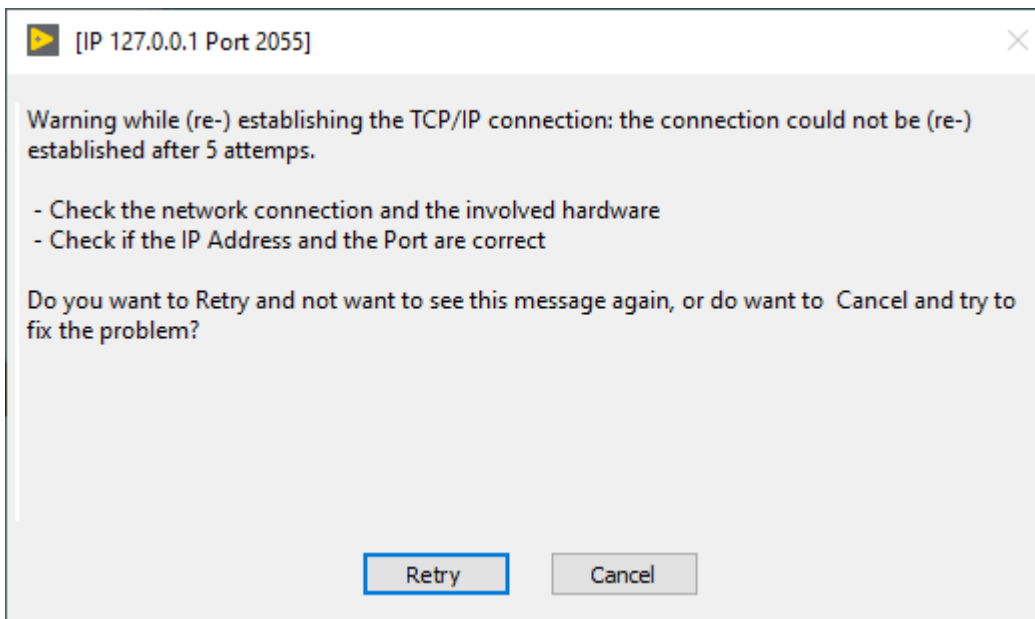 [IP 127.0.0.1 Port 2055]
Warning while (re-) establishing the TCP/IP connection: the connection could not be (re-)
established after 5 attemps.
- Check the network connection and the involved hardware
- Check if the IP Address and the Port are correct
Do you want to Retry and not want to see this message again, or do want to  Cancel and try to
fix the problem?
Retry
Cancel